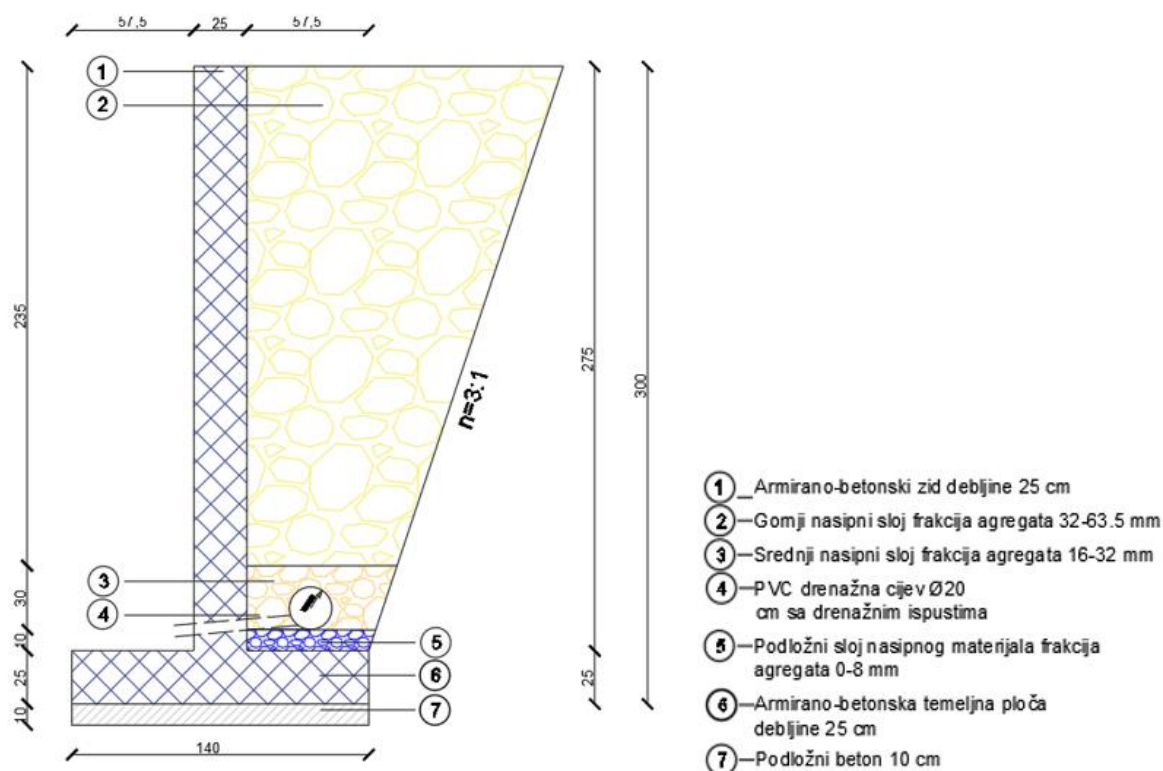 57,5
25
57,5
1
2
235
n=3:1
275
300
3
30
4
10
5
25
6
25
10
7
140
1 Armirano-betonski zid debljine 25 cm
2 Gornji nasipni sloj frakcija agregata 32-63.5 mm
3 Srednji nasipni sloj frakcija agregata 16-32 mm
4 PVC drenažna cijev Ø20
cm sa drenažnim ispustima
5 Podložni sloj nasipnog materijala frakcija
agregata 0-8 mm
6 Armirano-betonska temeljna ploča
debljine 25 cm
7 Podložni beton 10 cm